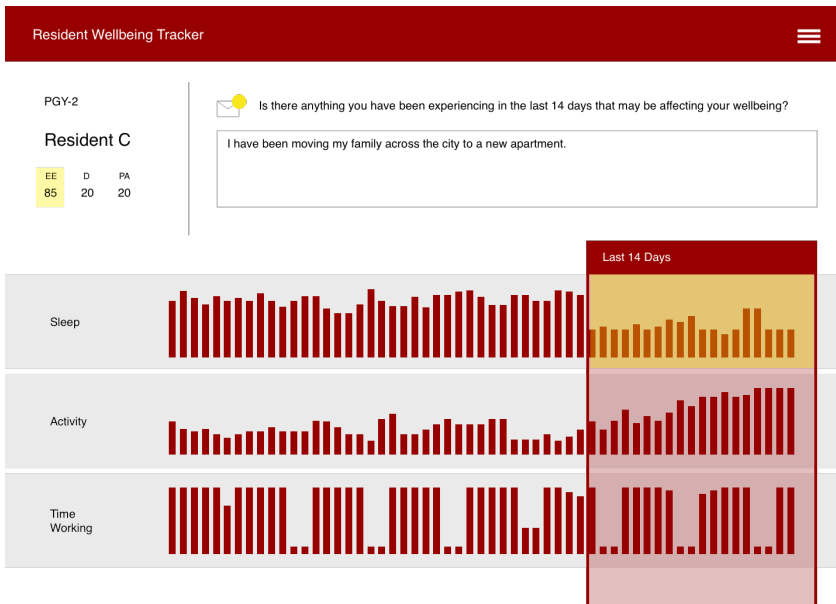 Resident Wellbeing Tracker
PGY-2
Resident C
EE D PA
85 20 20
Is there anything you have been experiencing in the last 14 days that may be affecting your wellbeing?
I have been moving my family across the city to a new apartment.
Last 14 Days
Sleep
Activity
Time
Working